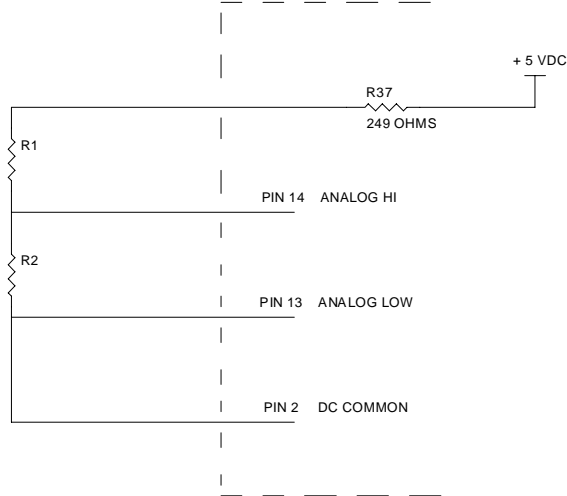 + 5 VDC
R37
249 OHMS
R1
PIN 14 ANALOG HI
R2
PIN 13 ANALOG LOW
PIN 2 DC COMMON